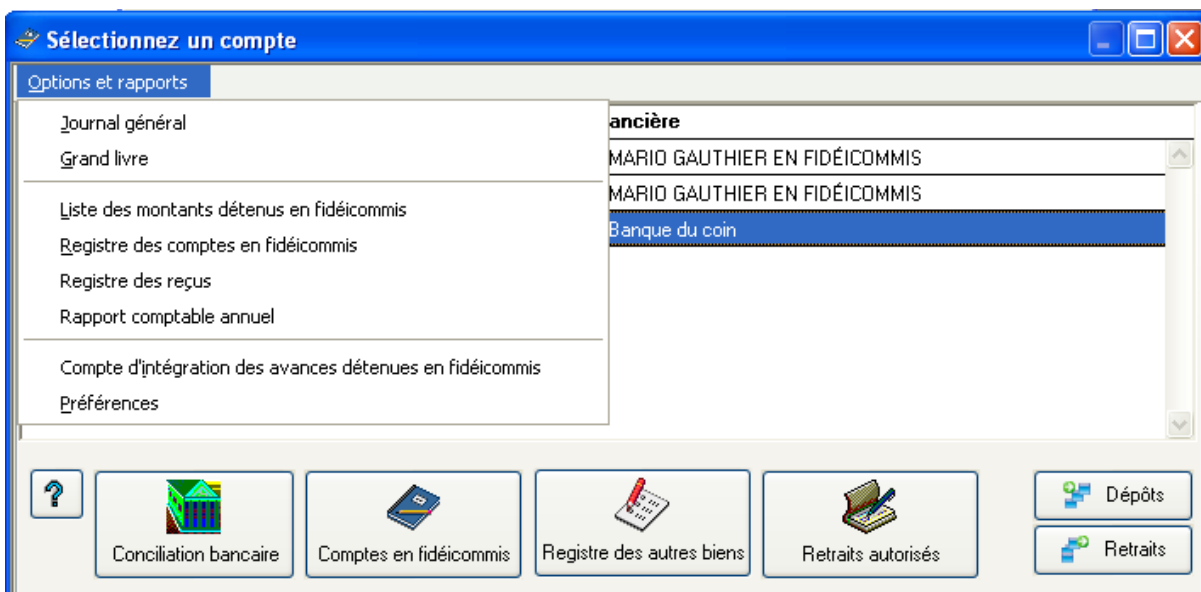 Sélectionnez un compte
Options et rapports
Journal général
Grand livre
Liste des montants détenus en fidéicommis
Registre des comptes en fidéicommis
Registre des reçus
Rapport comptable annuel
Compte d'intégration des avances détenues en fidéicommis
Préférences
ancière
MARIO GAUTHIER EN FIDÉICOMMIS
MARIO GAUTHIER EN FIDÉICOMMIS
Banque du coin
?
Conciliation bancaire
Comptes en fidéicommis
Registre des autres biens
Retraits autorisés
Dépôts
Retraits